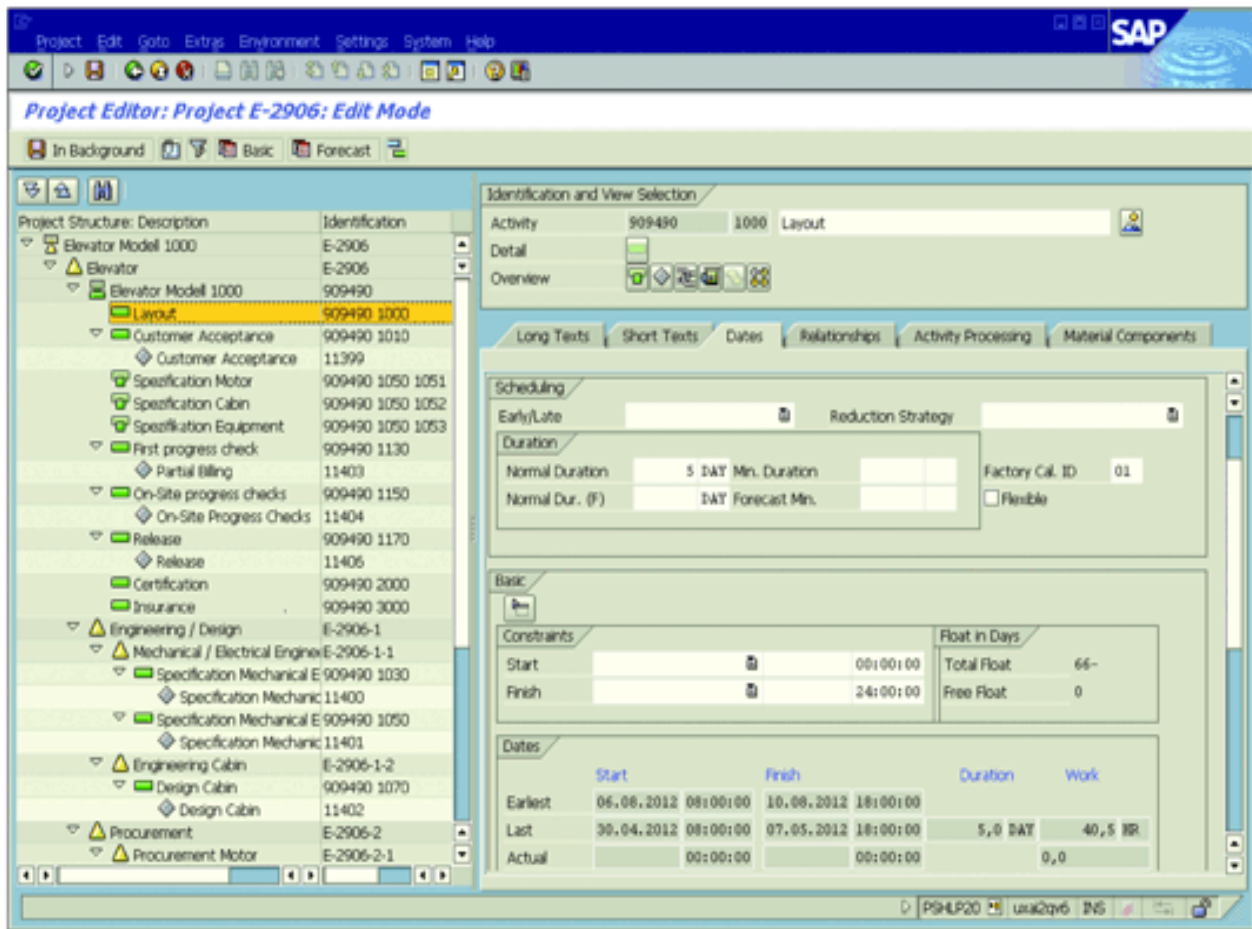 Project Edit Goto Extras Environment Settings System Help
SAP
Project Editor: Project E-2906: Edit Mode
In Background Basic Forecast
Project Structure: Description Identification
Elevator Modell 1000 E-2906
Elevator E-2906
Elevator Modell 1000 909490
Layout 909490 1000
Customer Acceptance 909490 1010
Customer Acceptance 11399
Spezification Motor 909490 1050 1051
Spezification Cabin 909490 1050 1052
Spezifikation Equipment 909490 1050 1053
First progress check 909490 1130
Partial Billing 11403
On-Site progress checks 909490 1150
On-Site Progress Checks 11404
Release 909490 1170
Release 11406
Certification 909490 2000
Insurance 909490 3000
Engineering / Design E-2906-1
Mechanical / Electrical Engine E-2906-1-1
Specification Mechanical E 909490 1030
Specification Mechanic 11400
Specification Mechanical E 909490 1050
Specification Mechanic 11401
Engineering Cabin E-2906-1-2
Design Cabin 909490 1070
Design Cabin 11402
Procurement E-2906-2
Procurement Motor E-2906-2-1
Identification and View Selection
Activity 909490 1000 Layout
Detail
Overview
Long Texts Short Texts Dates Relationships Activity Processing Material Components
Scheduling
Early/Late Reduction Strategy
Duration
Normal Duration 5 DAY Min. Duration Factory Cal. ID 01
Normal Dur. (F) DAY Forecast Min. Flexible
Basic
Constraints Float in Days
Start 00:00:00 Total Float 66-
Finish 24:00:00 Free Float 0
Dates
Start Finish Duration Work
Earliest 06.08.2012 08:00:00 10.08.2012 18:00:00
Last 30.04.2012 08:00:00 07.05.2012 18:00:00 5,0 DAY 40,5 HR
Actual 00:00:00 00:00:00 0,0
PSHLP20 INS